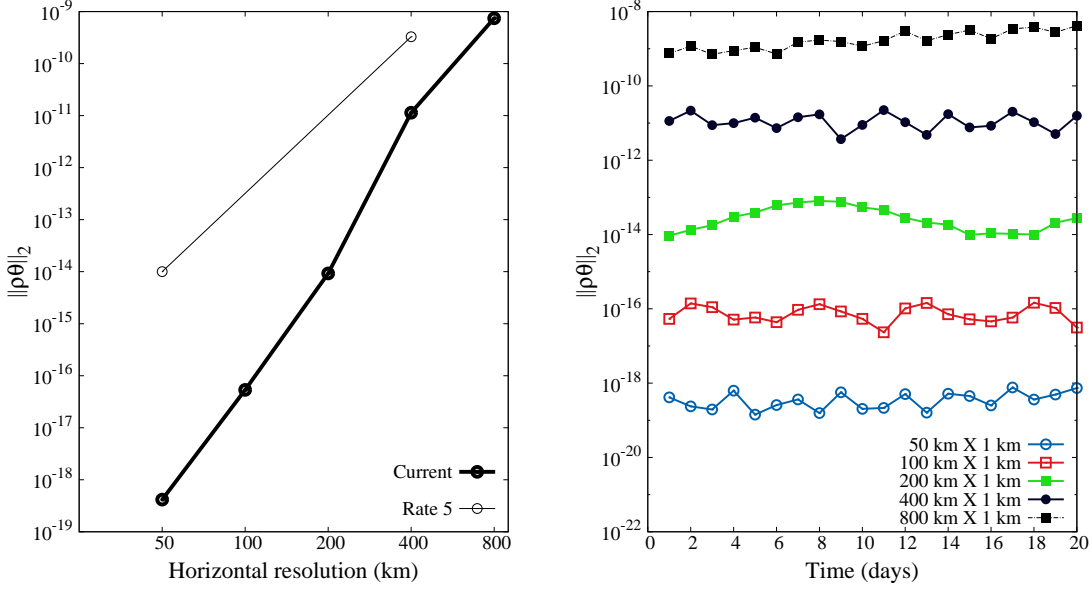 10^-9
10^-10
10^-11
10^-12
10^-13
10^-14
10^-15
10^-16
10^-17
10^-18
10^-19
||ρθ||_2
50 100 200 400 800
Horizontal resolution (km)
Current
Rate 5
10^-8
10^-10
10^-12
10^-14
10^-16
10^-18
10^-20
10^-22
||ρθ||_2
0 2 4 6 8 10 12 14 16 18 20
Time (days)
50 km X 1 km
100 km X 1 km
200 km X 1 km
400 km X 1 km
800 km X 1 km